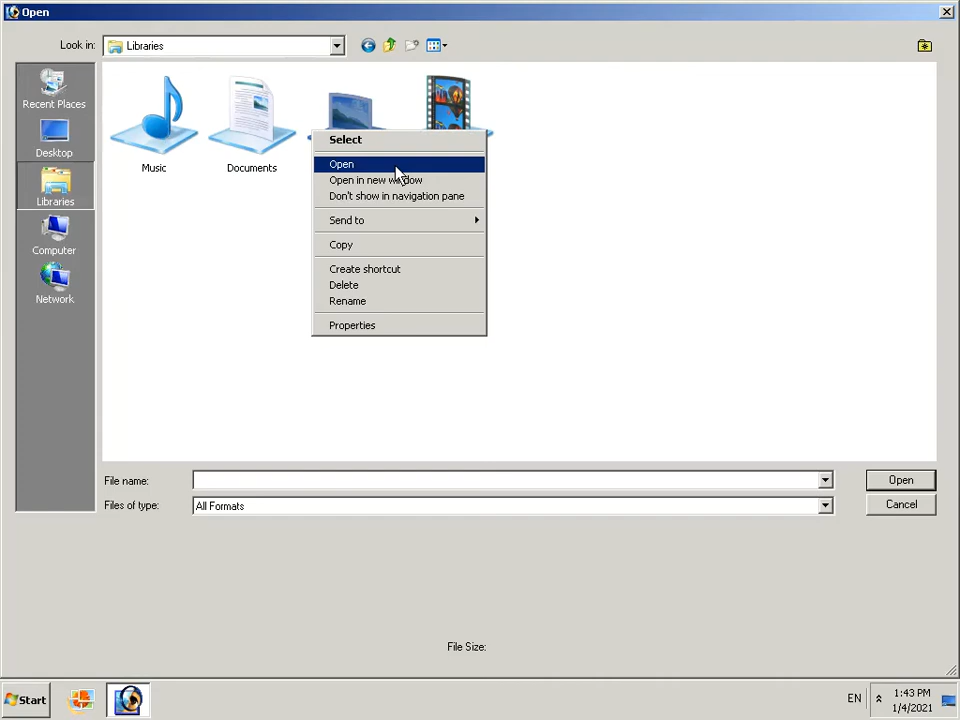 Open
Look in:
Libraries
Recent Places
Desktop
Libraries
Computer
Network
Music
Documents
Select
Open
Open in new window
Don't show in navigation pane
Send to
Copy
Create shortcut
Delete
Rename
Properties
File name:
Open
Files of type:
All Formats
Cancel
File Size:
Start
EN
1:43 PM
1/4/2021